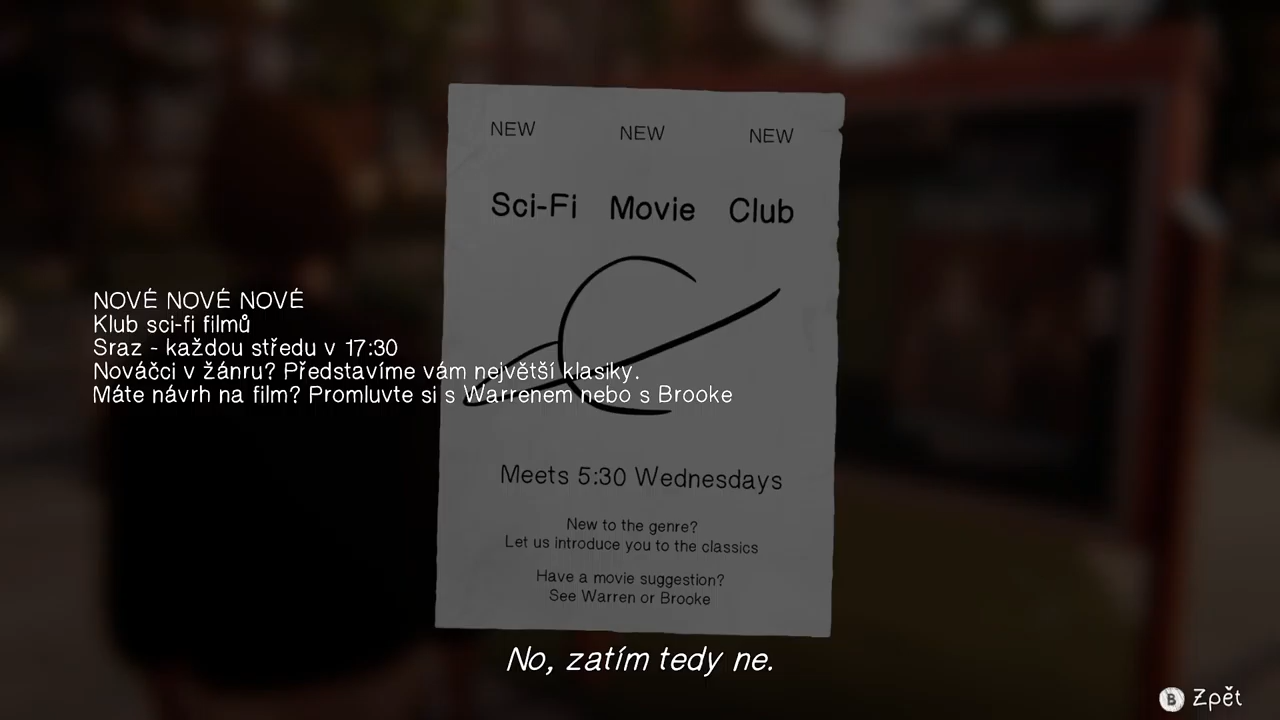 NEW NEW NEW
Sci-Fi Movie Club
NOVÉ NOVÉ NOVÉ
Klub sci-fi filmů
Sraz - každou středu v 17:30
Nováčci v žánru? Představíme vám největší klasiky.
Máte návrh na film? Promluvte si s Warrenem nebo s Brooke
Meets 5:30 Wednesdays
New to the genre?
Let us introduce you to the classics
Have a movie suggestion?
See Warren or Brooke
No, zatím tedy ne.
B Zpět